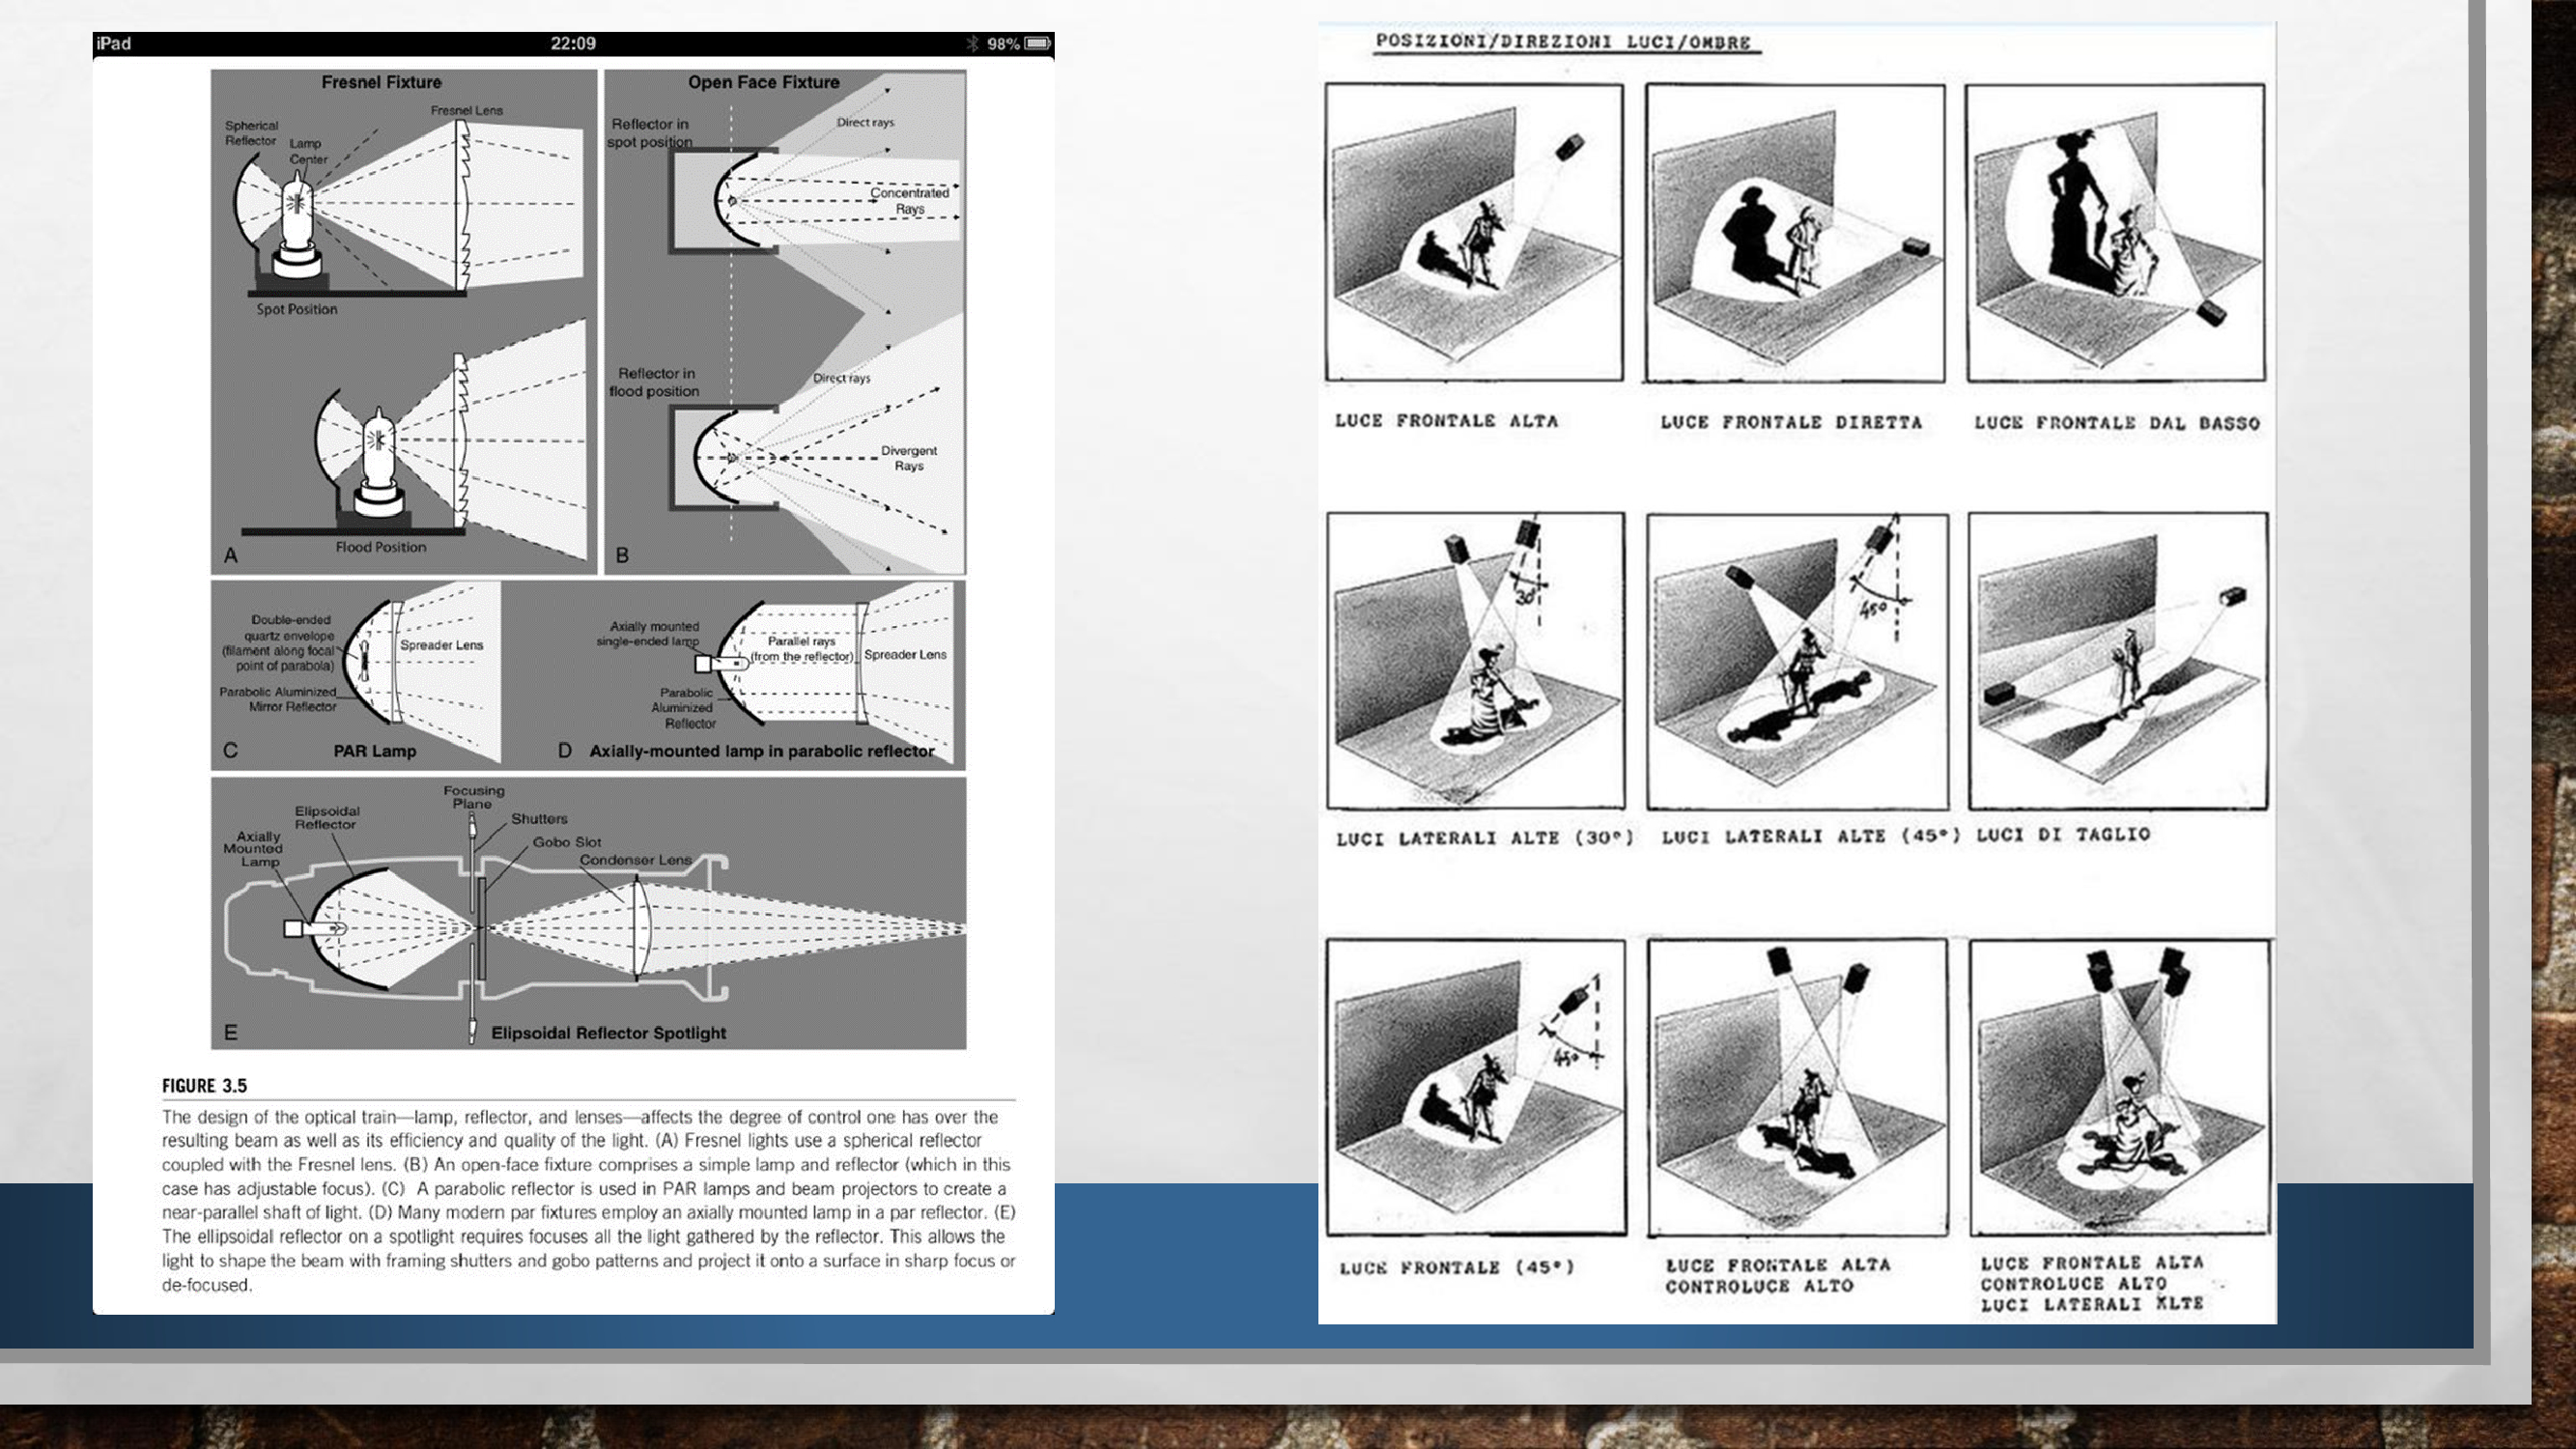 iPad
22:09
98%
Fresnel Fixture
Fresnel Lens
Spherical
Reflector
Lamp
Center
Spot Position
Flood Position
A
Open Face Fixture
Reflector in
spot position
Direct rays
Concentrated
Rays
Reflector in
flood position
Direct rays
Divergent
Rays
B
Double-ended
quartz envelope
(filament along focal
point of parabola)
Spreader Lens
Parabolic Aluminized
Mirror Reflector
C
PAR Lamp
Axially mounted
single-ended lamp
Parallel rays
(from the reflector)
Spreader Lens
Parabolic
Aluminized
Reflector
D
Axially-mounted lamp in parabolic reflector
Focusing
Plane
Elipsoidal
Reflector
Shutters
Axially
Mounted
Lamp
Gobo Slot
Condenser Lens
E
Elipsoidal Reflector Spotlight
FIGURE 3.5
The design of the optical train—lamp, reflector, and lenses—affects the degree of control one has over the
resulting beam as well as its efficiency and quality of the light. (A) Fresnel lights use a spherical reflector
coupled with the Fresnel lens. (B) An open-face fixture comprises a simple lamp and reflector (which in this
case has adjustable focus). (C) A parabolic reflector is used in PAR lamps and beam projectors to create a
near-parallel shaft of light. (D) Many modern par fixtures employ an axially mounted lamp in a par reflector. (E)
The ellipsoidal reflector on a spotlight requires focuses all the light gathered by the reflector. This allows the
light to shape the beam with framing shutters and gobo patterns and project it onto a surface in sharp focus or
de-focused.
POSIZIONI/DIREZIONI LUCI/OMBRE
LUCE FRONTALE ALTA
LUCE FRONTALE DIRETTA
LUCE FRONTALE DAL BASSO
30°
45°
LUCI LATERALI ALTE (30°)
LUCI LATERALI ALTE (45°)
LUCI DI TAGLIO
45°
LUCE FRONTALE (45°)
LUCE FRONTALE ALTA
CONTROLUCE ALTO
LUCE FRONTALE ALTA
CONTROLUCE ALTO
LUCI LATERALI ALTE